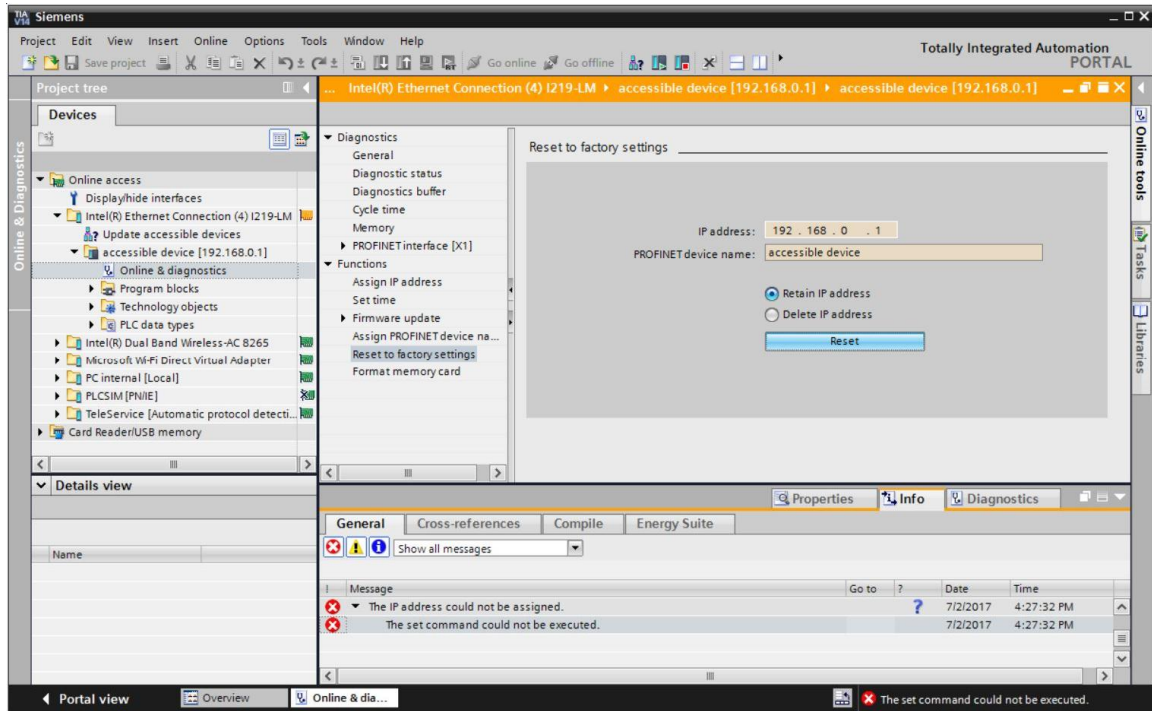 TIA V14 Siemens
Project Edit View Insert Online Options Tools Window Help
Save project Go online Go offline
Totally Integrated Automation
PORTAL
Project tree
Devices
Online & Diagnostics
Online access
Display/hide interfaces
Intel(R) Ethernet Connection (4) I219-LM
Update accessible devices
accessible device [192.168.0.1]
Online & diagnostics
Program blocks
Technology objects
PLC data types
Intel(R) Dual Band Wireless-AC 8265
Microsoft Wi-Fi Direct Virtual Adapter
PC internal [Local]
PLCSIM [PN/IE]
TeleService [Automatic protocol detecti...
Card Reader/USB memory
Details view
Name
... Intel(R) Ethernet Connection (4) I219-LM accessible device [192.168.0.1] accessible device [192.168.0.1]
Diagnostics
General
Diagnostic status
Diagnostics buffer
Cycle time
Memory
PROFINET interface [X1]
Functions
Assign IP address
Set time
Firmware update
Assign PROFINET device na...
Reset to factory settings
Format memory card
Reset to factory settings
IP address: 192 . 168 . 0 . 1
PROFINET device name: accessible device
Retain IP address
Delete IP address
Reset
Online tools
Tasks
Libraries
Properties Info Diagnostics
General Cross-references Compile Energy Suite
Show all messages
! Message Go to ? Date Time
The IP address could not be assigned. ? 7/2/2017 4:27:32 PM
The set command could not be executed. 7/2/2017 4:27:32 PM
Portal view Overview Online & dia... The set command could not be executed.